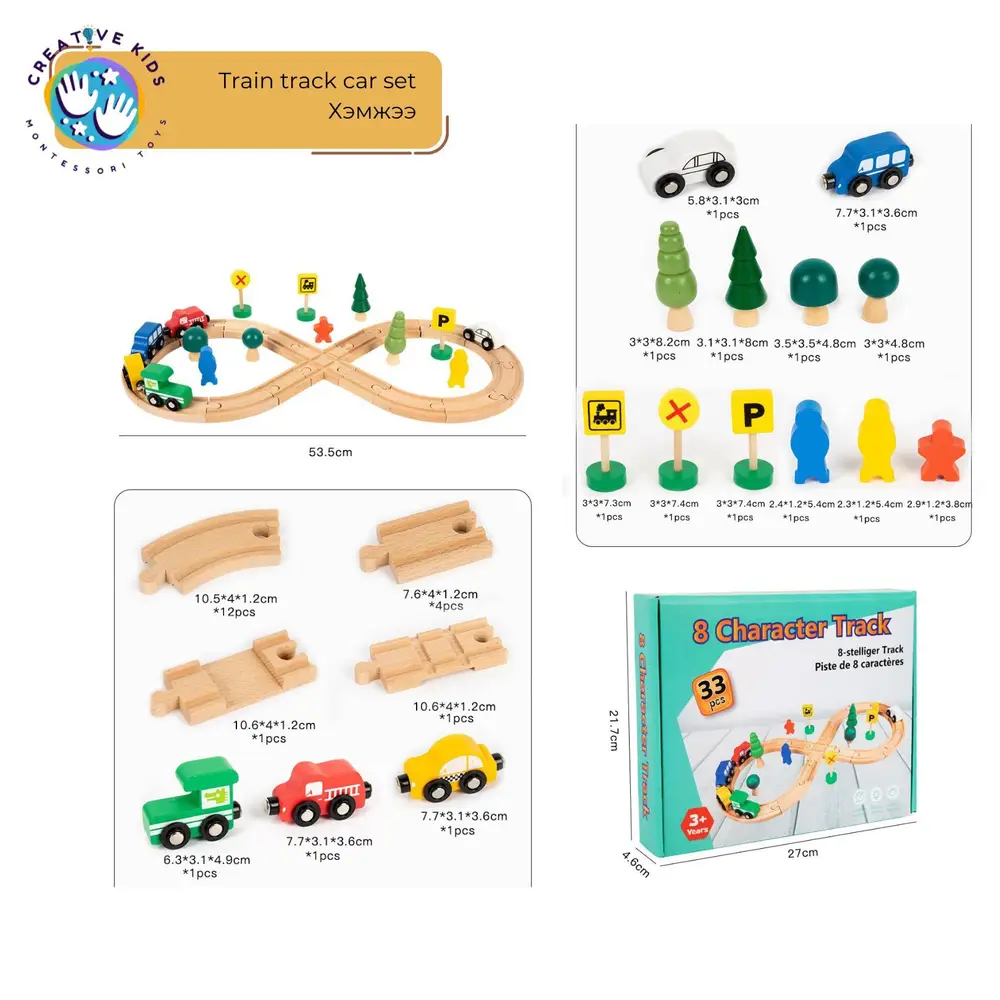 CREATIVE KIDS
MONTESSORI TOYS
Train track car set
Хэмжээ
5.8*3.1*3cm
*1pcs
7.7*3.1*3.6cm
*1pcs
3*3*8.2cm
*1pcs
3.1*3.1*8cm
*1pcs
3.5*3.5*4.8cm
*1pcs
3*3*4.8cm
*1pcs
P
3*3*7.3cm
*1pcs
3*3*7.4cm
*1pcs
3*3*7.4cm
*1pcs
2.4*1.2*5.4cm
*1pcs
2.3*1.2*5.4cm
*1pcs
2.9*1.2*3.8cm
*1pcs
P
53.5cm
10.5*4*1.2cm
*12pcs
7.6*4*1.2cm
*4pcs
10.6*4*1.2cm
*1pcs
10.6*4*1.2cm
*1pcs
6.3*3.1*4.9cm
*1pcs
7.7*3.1*3.6cm
*1pcs
7.7*3.1*3.6cm
*1pcs
8 Character Track
8-stelliger Track
Piste de 8 caractères
33
pcs
P
3+
Years
8 Character Track
21.7cm
4.6cm
27cm